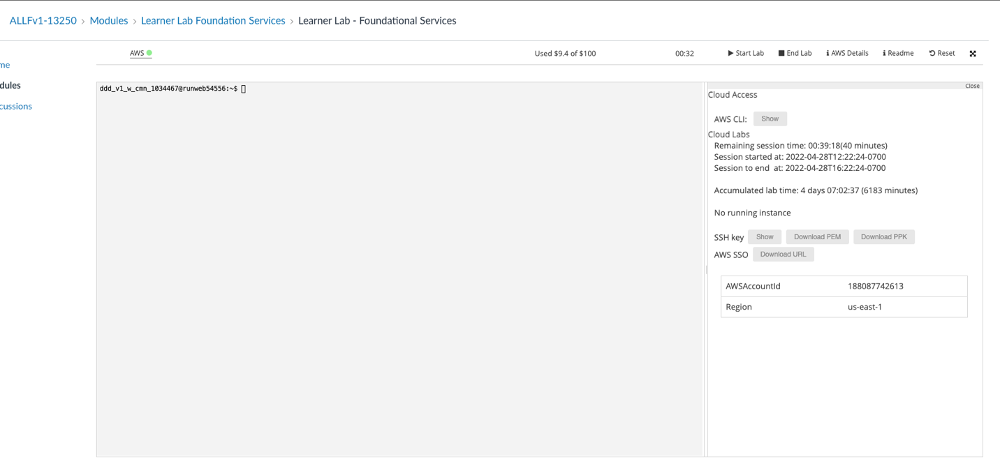 ALLFv1-13250 › Modules › Learner Lab Foundation Services › Learner Lab - Foundational Services
AWS Used $9.4 of $100 00:32 Start Lab End Lab AWS Details Readme Reset
me
dules
cussions
ddd_v1_w_cmn_1034467@runweb54556:~$
Close
Cloud Access
AWS CLI: Show
Cloud Labs
Remaining session time: 00:39:18(40 minutes)
Session started at: 2022-04-28T12:22:24-0700
Session to end at: 2022-04-28T16:22:24-0700
Accumulated lab time: 4 days 07:02:37 (6183 minutes)
No running instance
SSH key Show Download PEM Download PPK
AWS SSO Download URL
AWSAccountId 188087742613
Region us-east-1